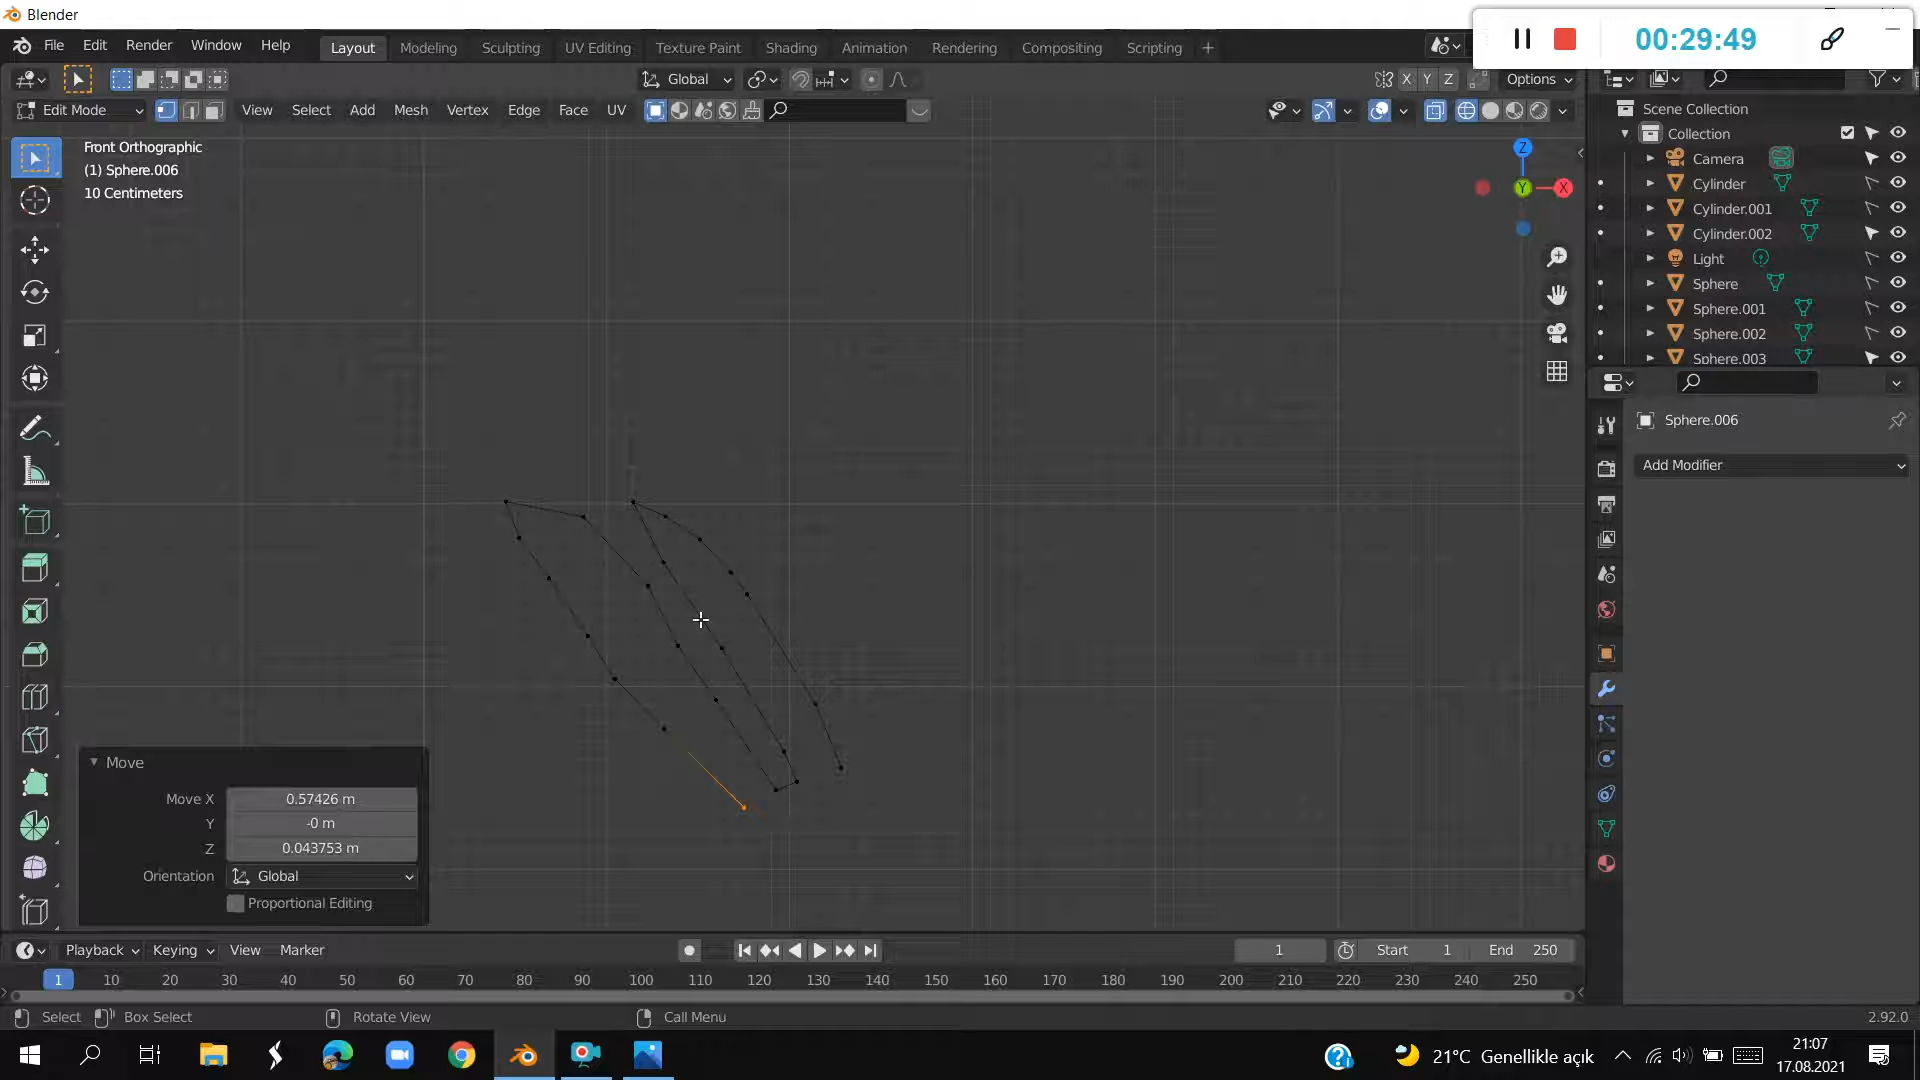 Blender
00:29:49
File Edit Render Window Help
Layout Modeling Sculpting UV Editing Texture Paint Shading Animation Rendering Compositing Scripting +
Global
X Y Z Options
Edit Mode View Select Add Mesh Vertex Edge Face UV
Front Orthographic
(1) Sphere.006
10 Centimeters
Z
Y
X
Scene Collection
Collection
Camera
Cylinder
Cylinder.001
Cylinder.002
Light
Sphere
Sphere.001
Sphere.002
Sphere.003
Sphere.006
Add Modifier
Move
Move X 0.57426 m
Y -0 m
Z 0.043753 m
Orientation Global
Proportional Editing
Playback Keying View Marker
1 Start 1 End 250
1 10 20 30 40 50 60 70 80 90 100 110 120 130 140 150 160 170 180 190 200 210 220 230 240 250
Select Box Select Rotate View Call Menu 2.92.0
21°C Genellikle açık
21:07
17.08.2021